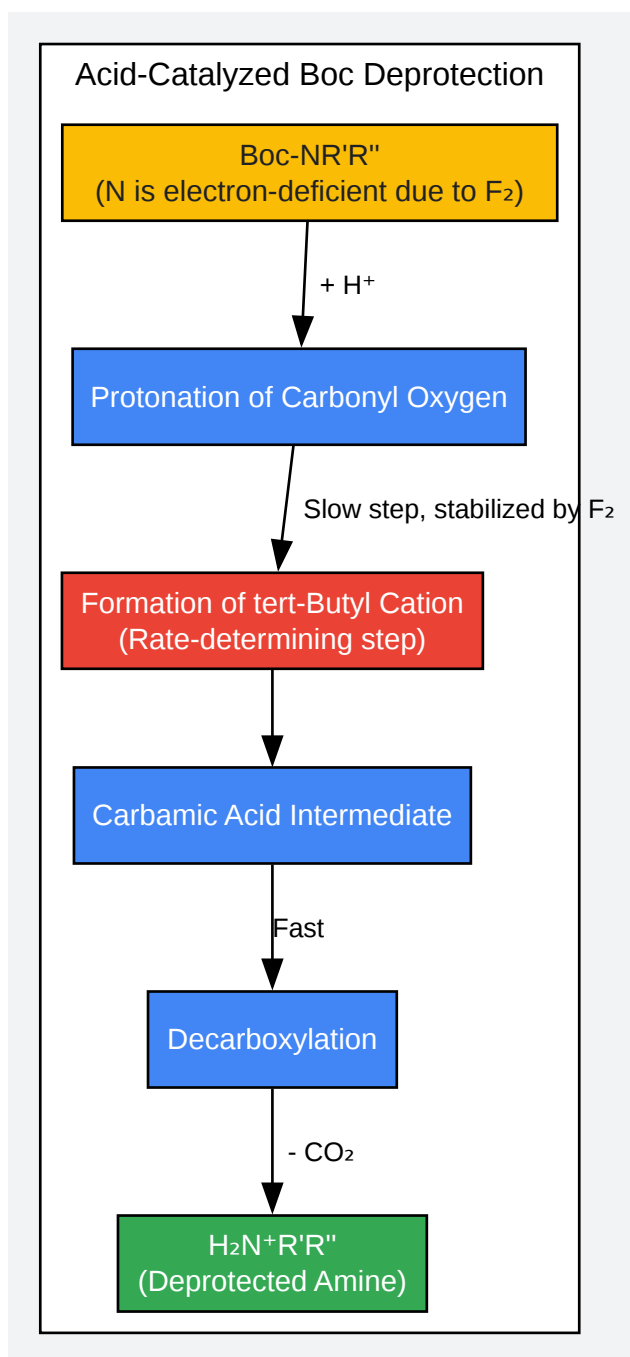 Acid-Catalyzed Boc Deprotection
Boc-NR'R''
(N is electron-deficient due to F₂)
+ H⁺
Protonation of Carbonyl Oxygen
Slow step, stabilized by F₂
Formation of tert-Butyl Cation
(Rate-determining step)
Carbamic Acid Intermediate
Fast
Decarboxylation
- CO₂
H₂N⁺R'R''
(Deprotected Amine)